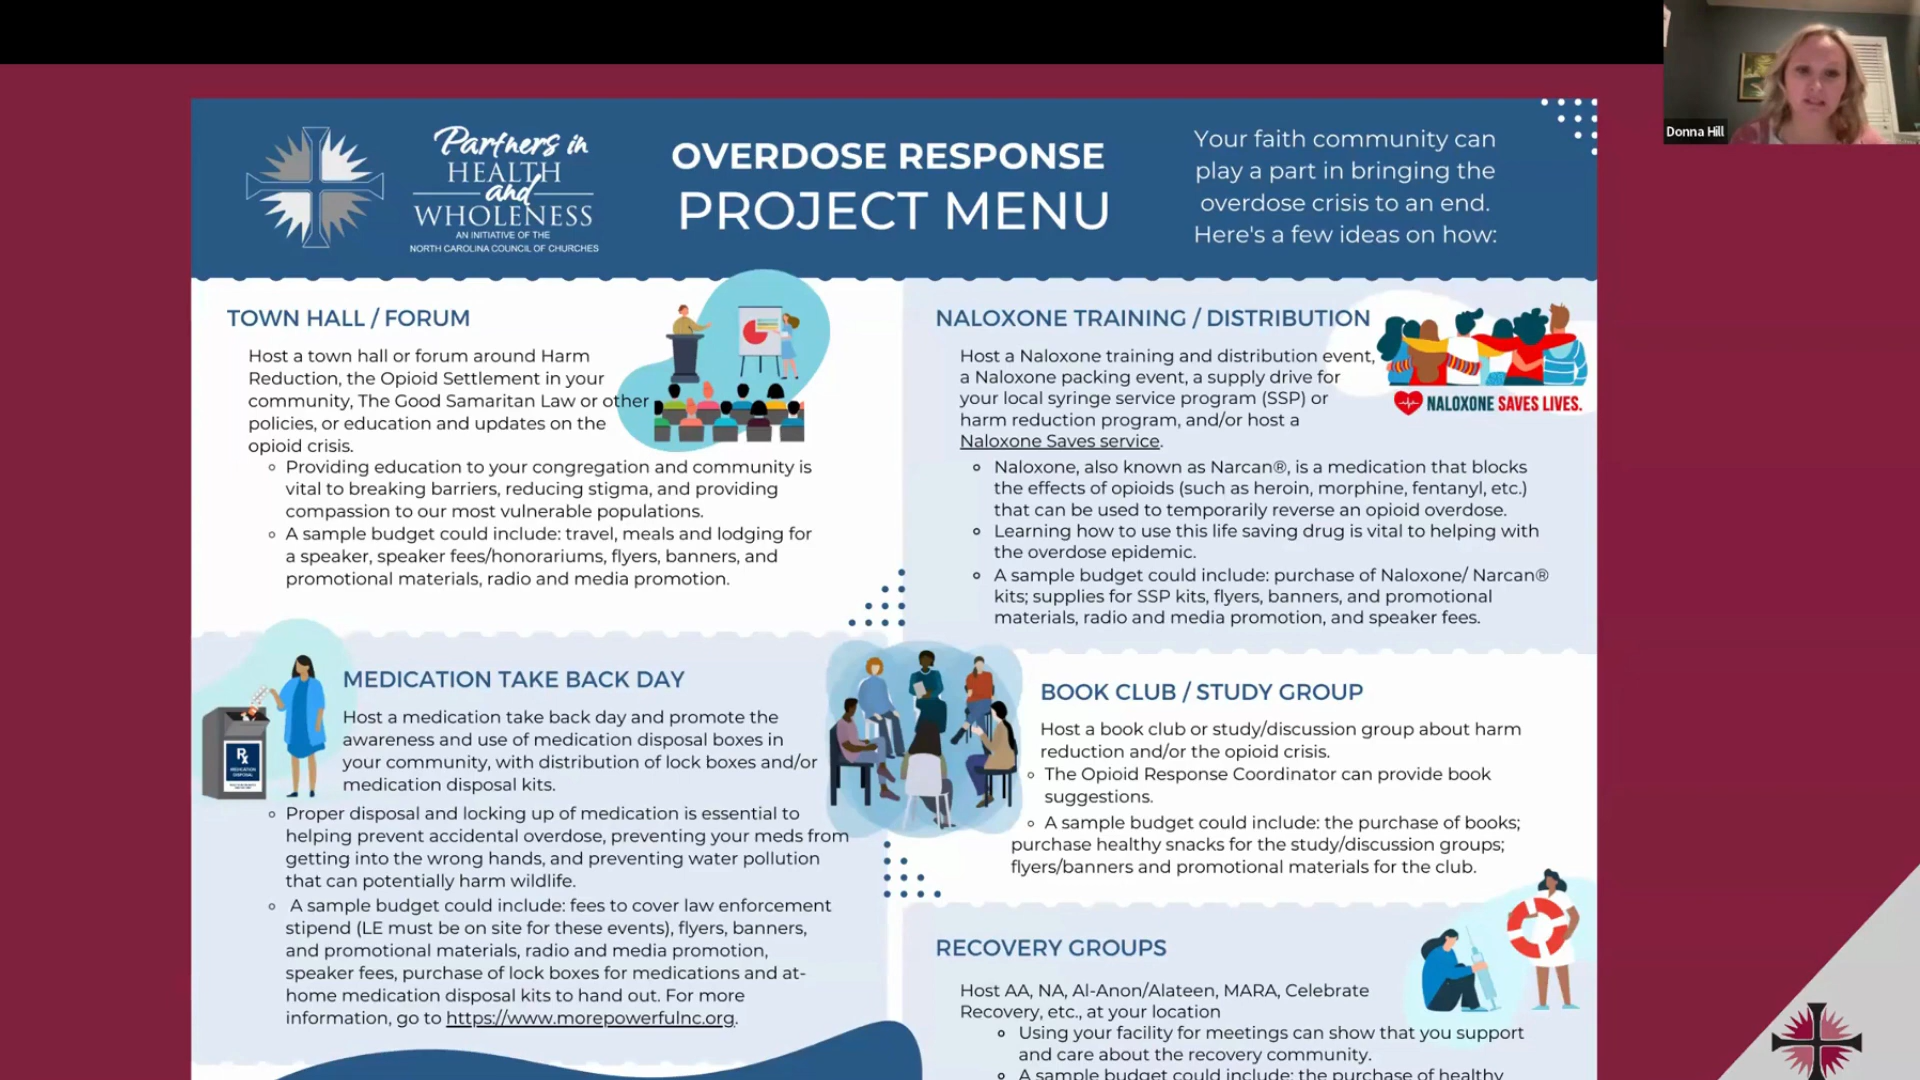 Donna Hill
Partners in
HEALTH
and
WHOLENESS
AN INITIATIVE OF THE
NORTH CAROLINA COUNCIL OF CHURCHES
OVERDOSE RESPONSE
PROJECT MENU
Your faith community can
play a part in bringing the
overdose crisis to an end.
Here's a few ideas on how:
TOWN HALL / FORUM
Host a town hall or forum around Harm
Reduction, the Opioid Settlement in your
community, The Good Samaritan Law or other
policies, or education and updates on the
opioid crisis.
Providing education to your congregation and community is
vital to breaking barriers, reducing stigma, and providing
compassion to our most vulnerable populations.
A sample budget could include: travel, meals and lodging for
a speaker, speaker fees/honorariums, flyers, banners, and
promotional materials, radio and media promotion.
NALOXONE TRAINING / DISTRIBUTION
Host a Naloxone training and distribution event,
a Naloxone packing event, a supply drive for
your local syringe service program (SSP) or
harm reduction program, and/or host a
Naloxone Saves service.
NALOXONE SAVES LIVES.
Naloxone, also known as Narcan®, is a medication that blocks
the effects of opioids (such as heroin, morphine, fentanyl, etc.)
that can be used to temporarily reverse an opioid overdose.
Learning how to use this life saving drug is vital to helping with
the overdose epidemic.
A sample budget could include: purchase of Naloxone/ Narcan®
kits; supplies for SSP kits, flyers, banners, and promotional
materials, radio and media promotion, and speaker fees.
MEDICATION TAKE BACK DAY
Host a medication take back day and promote the
awareness and use of medication disposal boxes in
your community, with distribution of lock boxes and/or
medication disposal kits.
Rx
MEDICATION
DISPOSAL
Proper disposal and locking up of medication is essential to
helping prevent accidental overdose, preventing your meds from
getting into the wrong hands, and preventing water pollution
that can potentially harm wildlife.
A sample budget could include: fees to cover law enforcement
stipend (LE must be on site for these events), flyers, banners,
and promotional materials, radio and media promotion,
speaker fees, purchase of lock boxes for medications and at-
home medication disposal kits to hand out. For more
information, go to https://www.morepowerfulnc.org.
BOOK CLUB / STUDY GROUP
Host a book club or study/discussion group about harm
reduction and/or the opioid crisis.
The Opioid Response Coordinator can provide book
suggestions.
A sample budget could include: the purchase of books;
purchase healthy snacks for the study/discussion groups;
flyers/banners and promotional materials for the club.
RECOVERY GROUPS
Host AA, NA, Al-Anon/Alateen, MARA, Celebrate
Recovery, etc., at your location
Using your facility for meetings can show that you support
and care about the recovery community.
A sample budget could include: the purchase of healthy